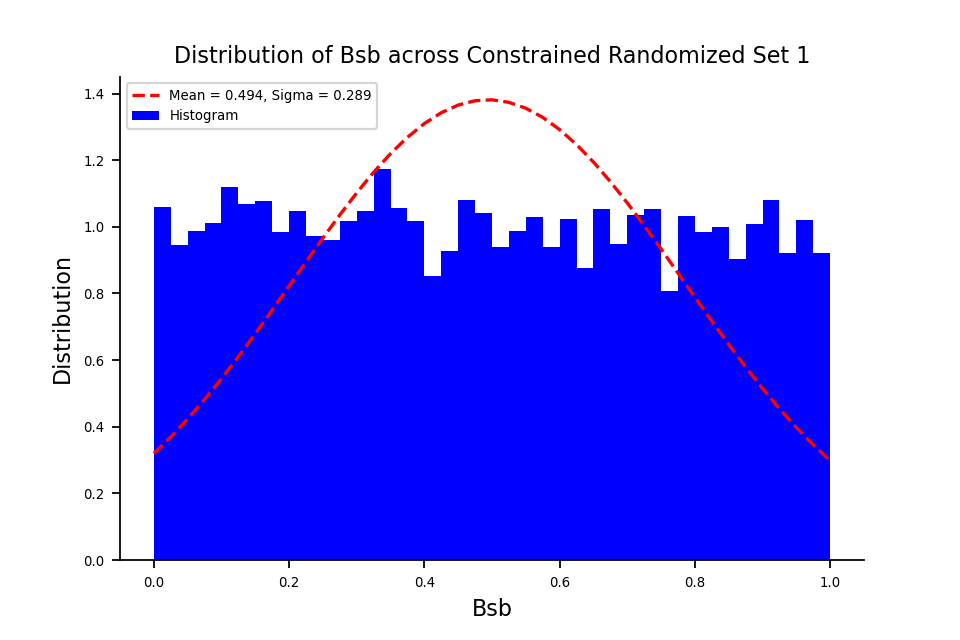 Distribution of Bsb across Constrained Randomized Set 1
Mean = 0.494, Sigma = 0.289
Histogram
Distribution
1.4
1.2
1.0
0.8
0.6
0.4
0.2
0.0
0.0 0.2 0.4 0.6 0.8 1.0
Bsb